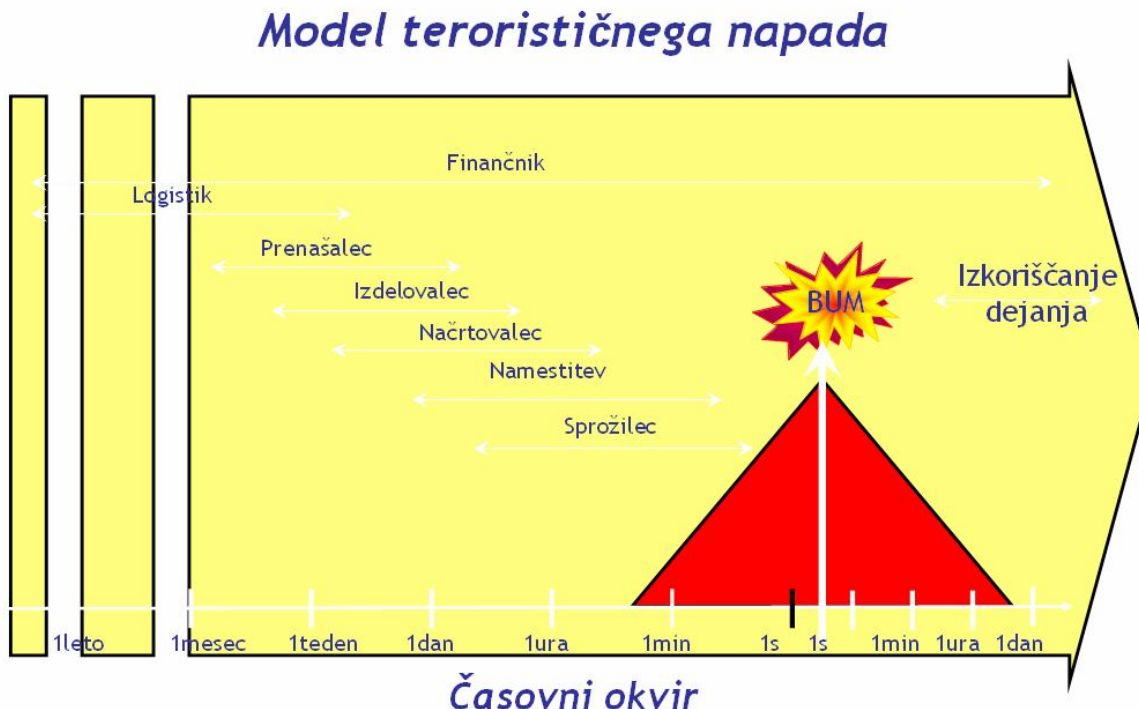 Model terorističnega napada
Finančnik
Logistik
Prenašalec
Izdelovalec
Načrtovalec
Namestitev
Sprožilec
BUM
Izkoriščanje
dejanja
1leto 1mesec 1teden 1dan 1ura 1min 1s 1s 1min 1ura 1dan
Časovni okvir